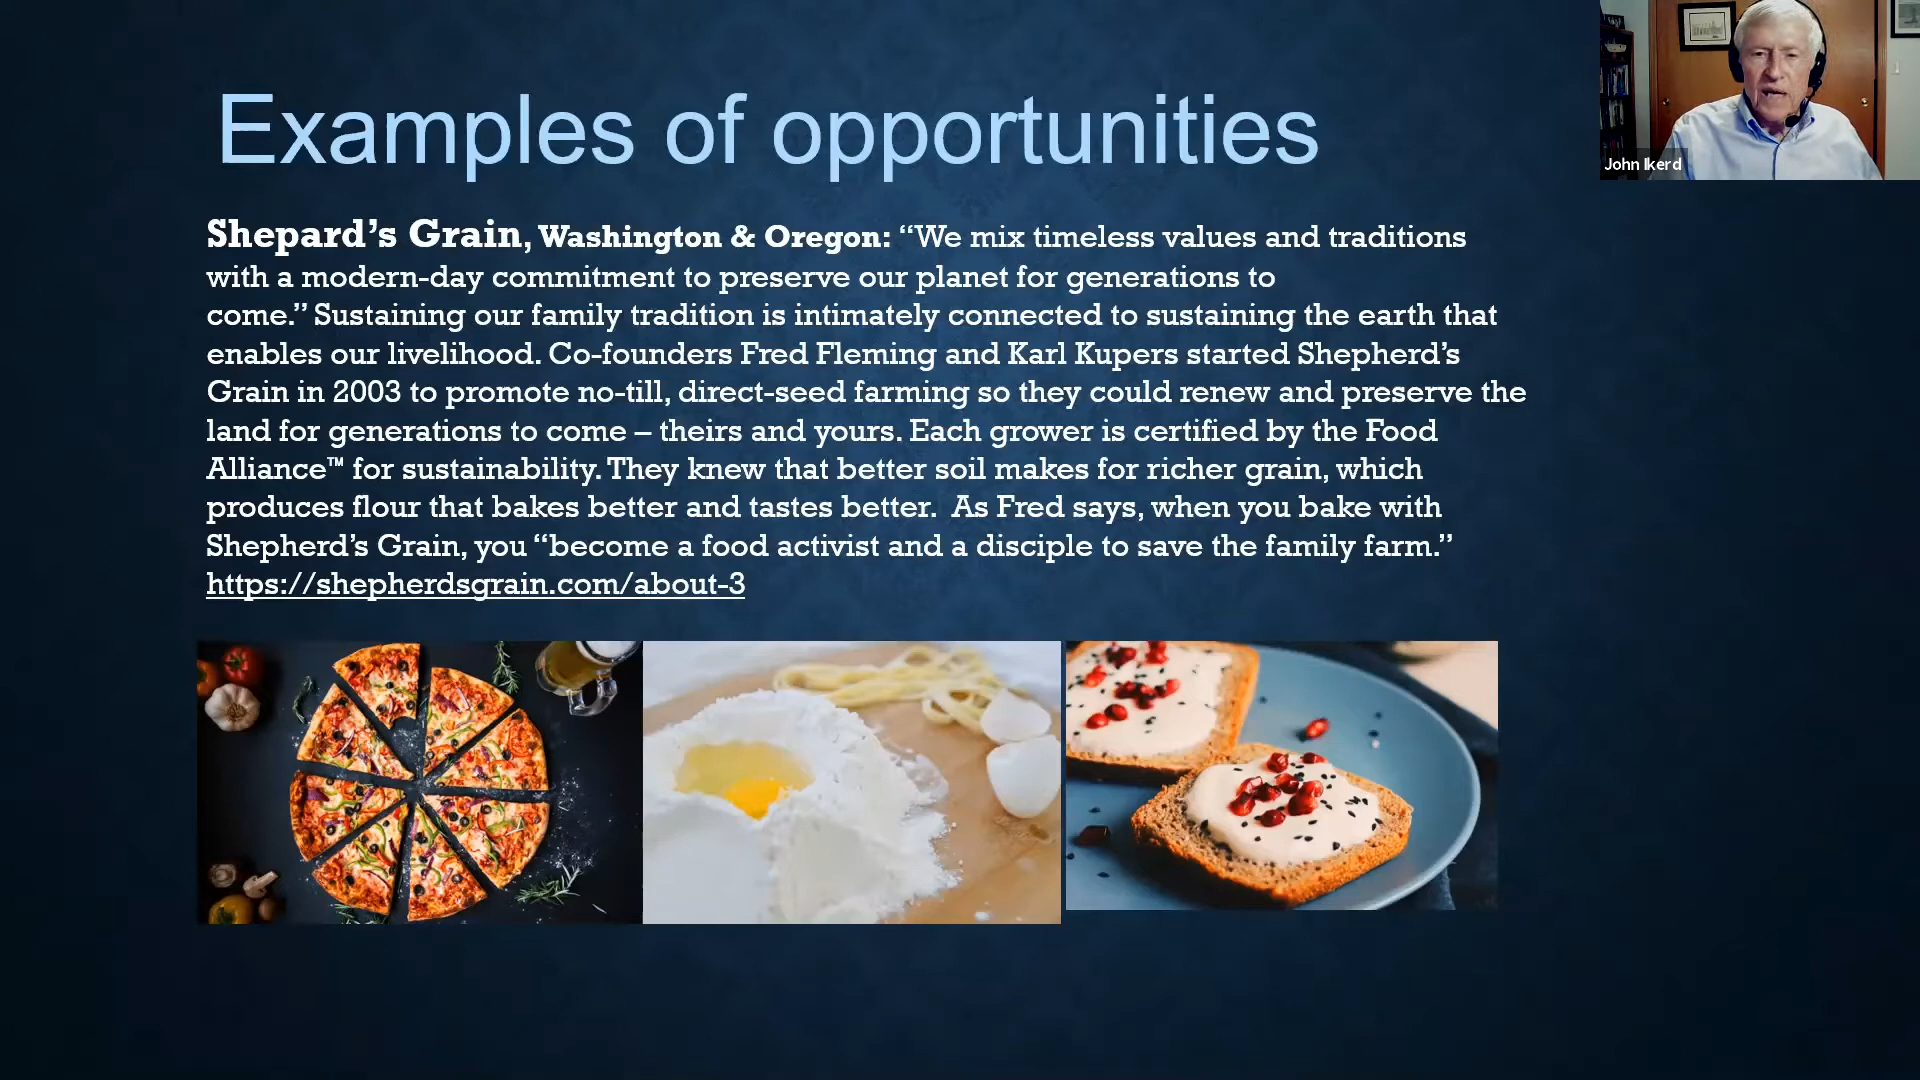 Examples of opportunities
John Ikerd
Shepard’s Grain, Washington & Oregon: “We mix timeless values and traditions
with a modern-day commitment to preserve our planet for generations to
come.” Sustaining our family tradition is intimately connected to sustaining the earth that
enables our livelihood. Co-founders Fred Fleming and Karl Kupers started Shepherd’s
Grain in 2003 to promote no-till, direct-seed farming so they could renew and preserve the
land for generations to come – theirs and yours. Each grower is certified by the Food
Alliance™ for sustainability. They knew that better soil makes for richer grain, which
produces flour that bakes better and tastes better.  As Fred says, when you bake with
Shepherd’s Grain, you “become a food activist and a disciple to save the family farm.”
https://shepherdsgrain.com/about-3